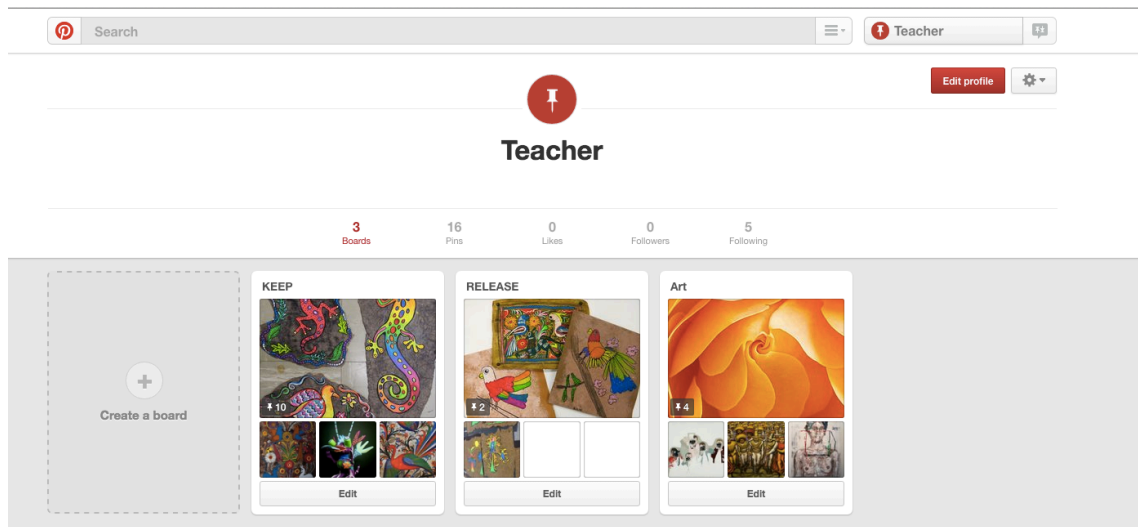 Search
Teacher
Edit profile
Teacher
3 16 0 0 5
Boards Pins Likes Followers Following
Create a board
KEEP
10
Edit
RELEASE
2
Edit
Art
4
Edit